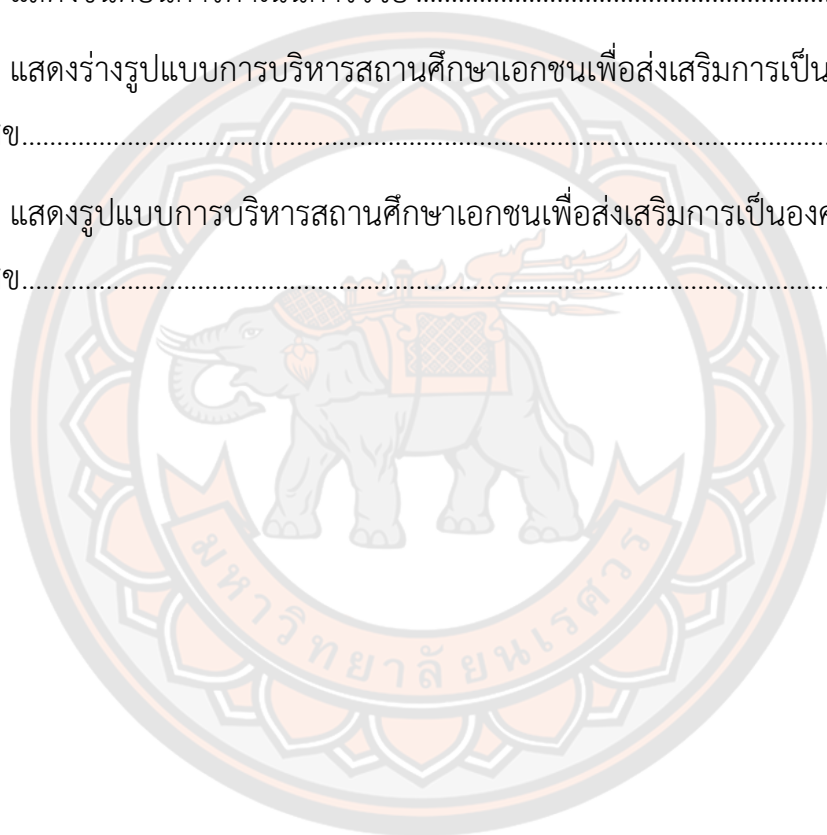 แสดงร่างรูปแบบการบริหารสถานศึกษาเอกชนเพื่อส่งเสริมการเป็น
ข
แสดงรูปแบบการบริหารสถานศึกษาเอกชนเพื่อส่งเสริมการเป็นองค
ข
มหาวิทยาลัยนเรศวร